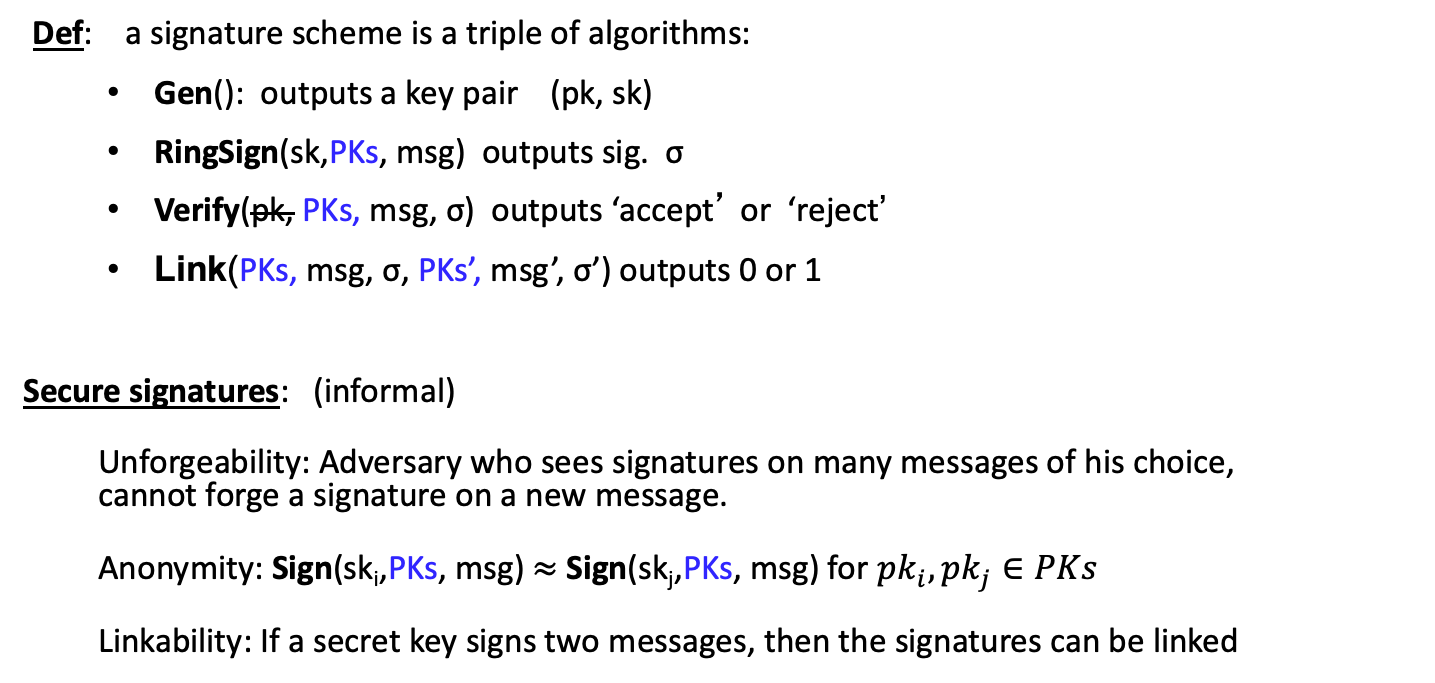 Def: a signature scheme is a triple of algorithms:
• Gen(): outputs a key pair (pk, sk)
• RingSign(sk,PKs, msg) outputs sig. σ
• Verify(pk, PKs, msg, σ) outputs ‘accept’ or ‘reject’
• Link(PKs, msg, σ, PKs’, msg’, σ’) outputs 0 or 1
Secure signatures: (informal)
Unforgeability: Adversary who sees signatures on many messages of his choice,
cannot forge a signature on a new message.
Anonymity: Sign(skᵢ,PKs, msg) ≈ Sign(skⱼ,PKs, msg) for pkᵢ, pkⱼ ∈ PKs
Linkability: If a secret key signs two messages, then the signatures can be linked